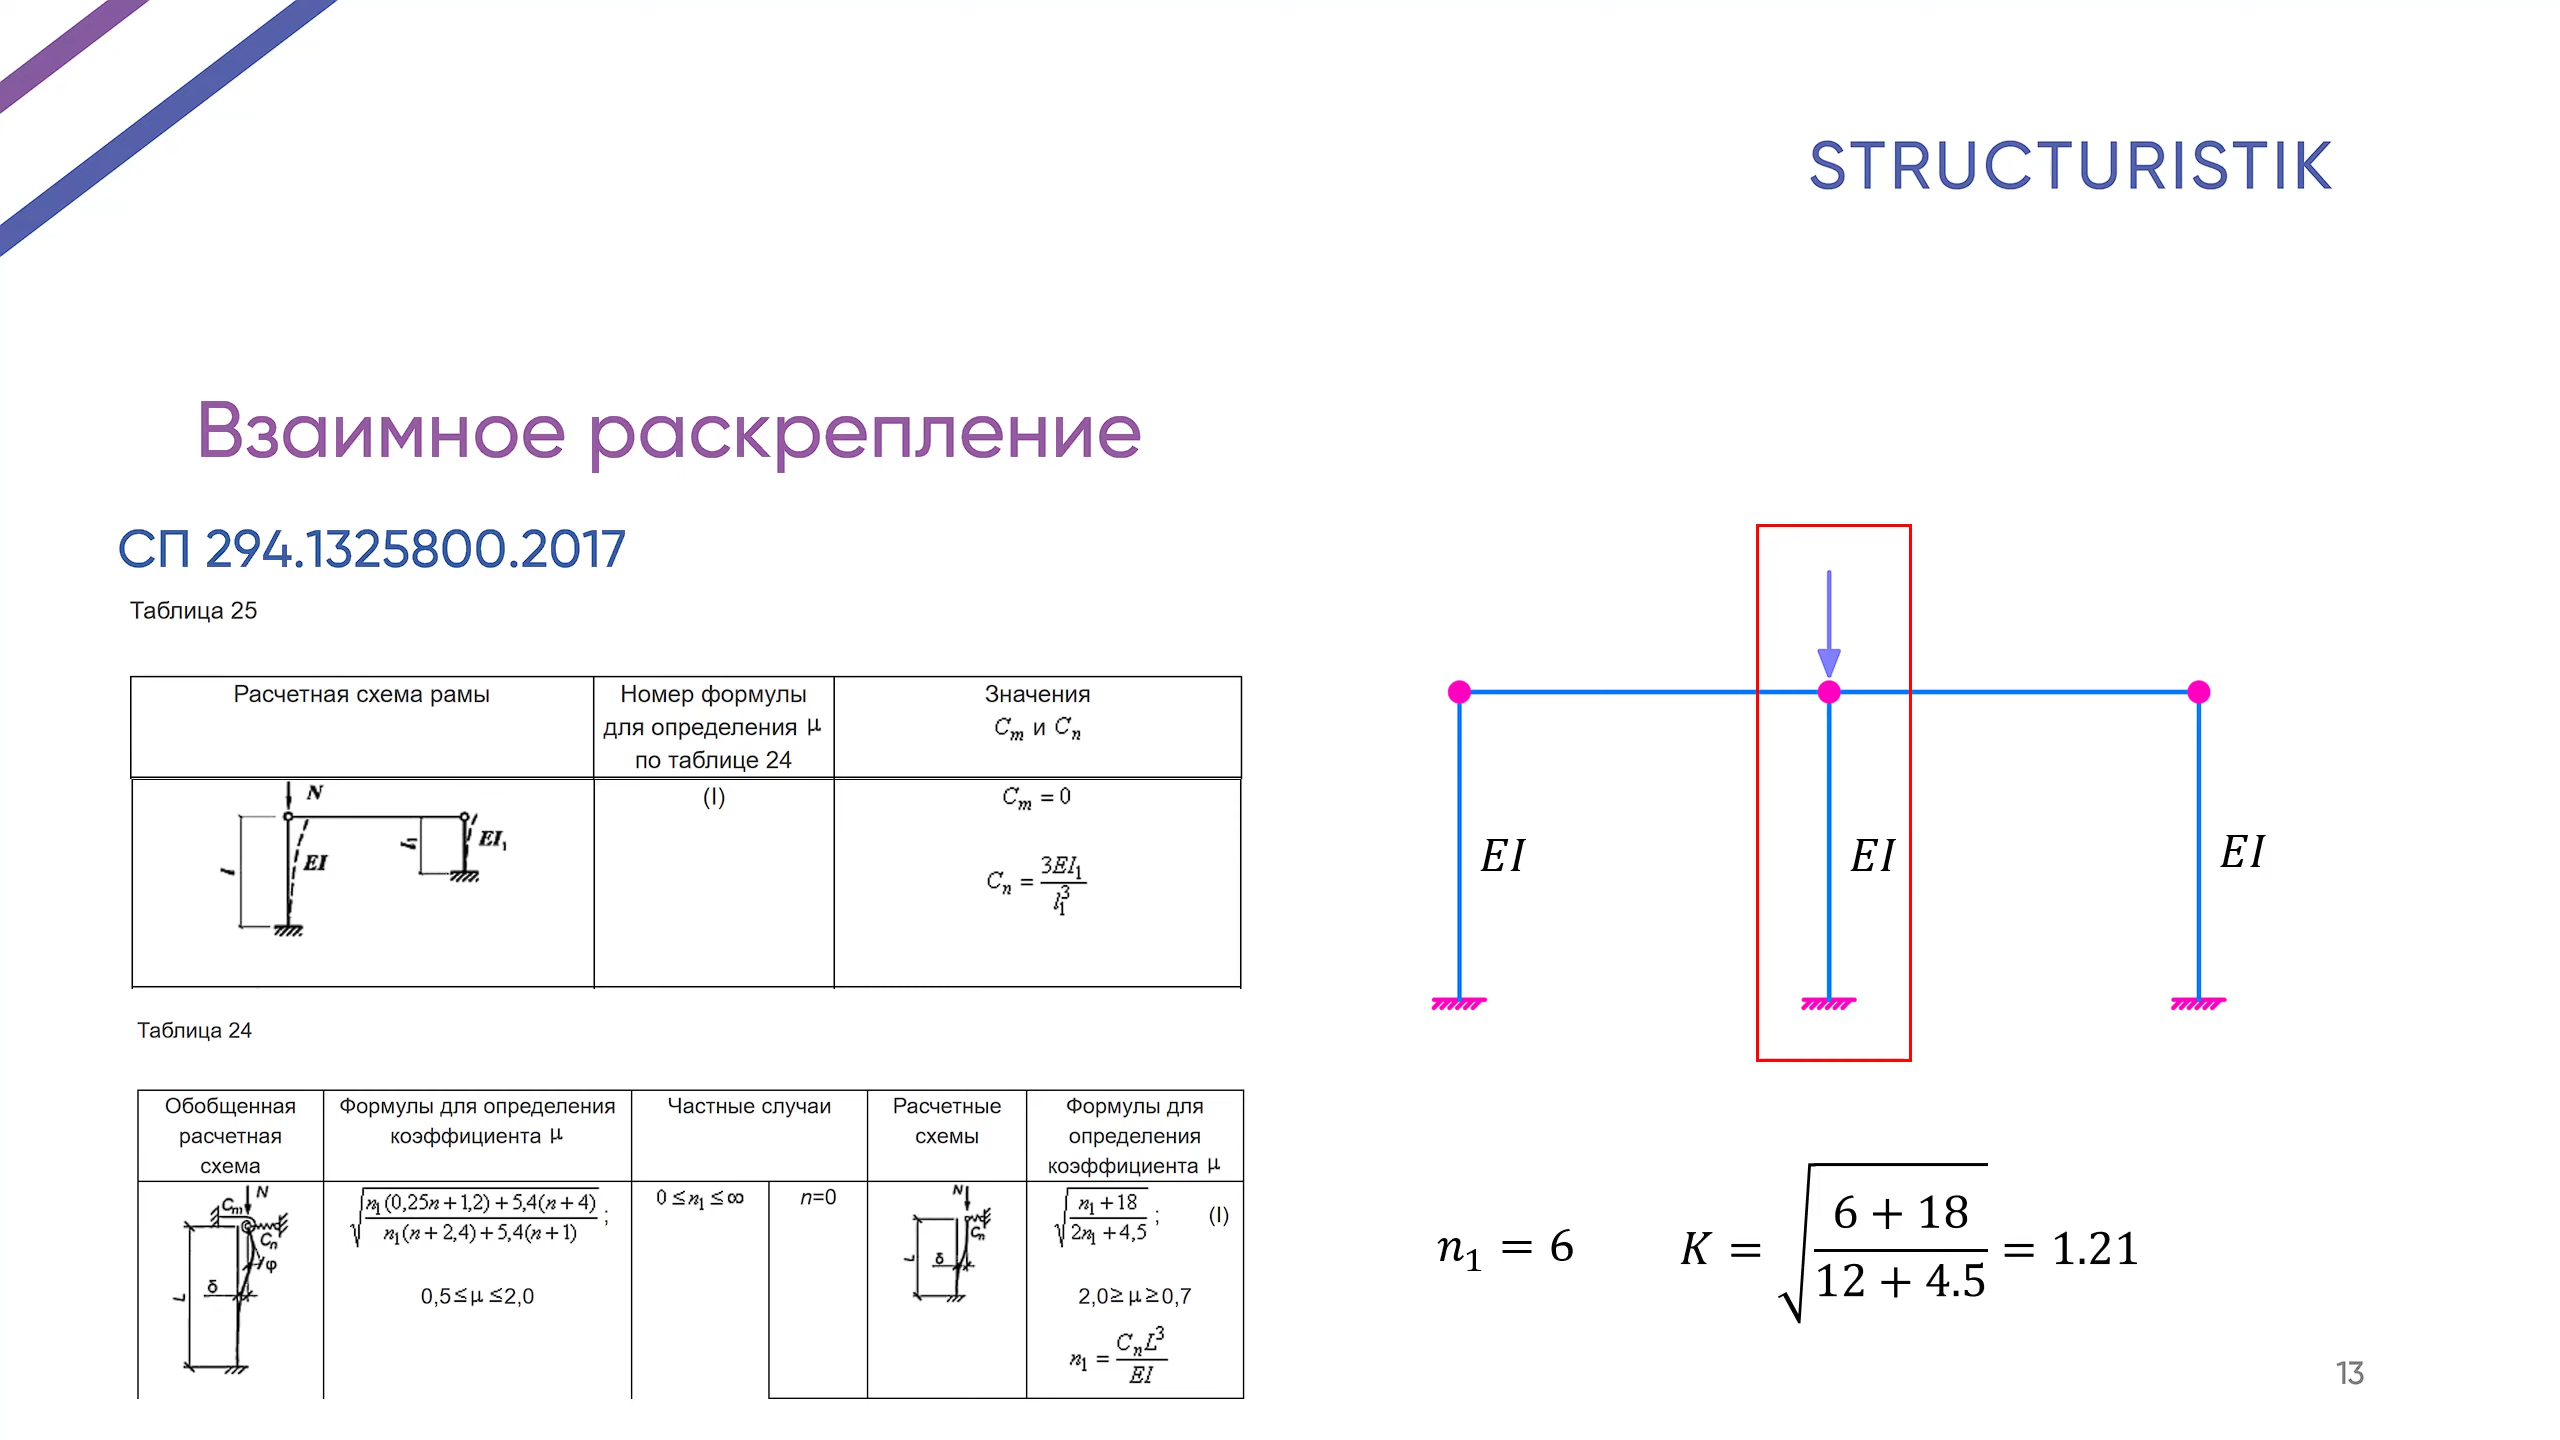 STRUCTURISTIK
Взаимное раскрепление
СП 294.1325800.2017
Таблица 25
Расчетная схема рамы
Номер формулы
для определения μ
по таблице 24
Значения
C_m и C_n
N
EI
l
l_1
EI_1
(I)
C_m = 0
C_n = 3EI_1 / l_1^3
Таблица 24
Обобщенная
расчетная
схема
Формулы для определения
коэффициента μ
Частные случаи
Расчетные
схемы
Формулы для
определения
коэффициента μ
N
C_m
C_n
φ
δ
L
√((n_1(0,25n+1,2)+5,4(n+4)) / (n_1(n+2,4)+5,4(n+1))) ;
0,5≤μ≤2,0
0≤n_1≤∞
n=0
N
C_n
δ
L
√((n_1+18) / (2n_1+4,5)) ; (I)
2,0≥μ≥0,7
n_1 = C_n L^3 / EI
EI
EI
EI
n_1 = 6
K = √((6 + 18) / (12 + 4.5)) = 1.21
13